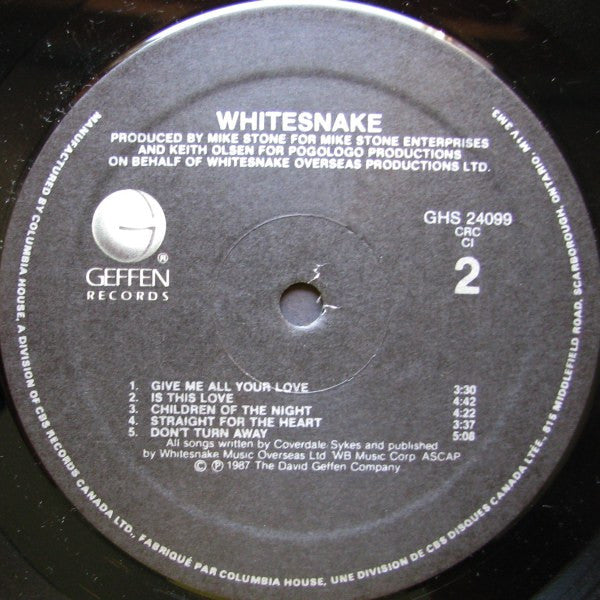 WHITESNAKE
PRODUCED BY MIKE STONE FOR MIKE STONE ENTERPRISES
AND KEITH OLSEN FOR POGOLOGO PRODUCTIONS
ON BEHALF OF WHITESNAKE OVERSEAS PRODUCTIONS LTD.
®
GEFFEN
RECORDS
GHS 24099
CRC
CI
2
1. GIVE ME ALL YOUR LOVE 3:30
2. IS THIS LOVE 4:42
3. CHILDREN OF THE NIGHT 4:22
4. STRAIGHT FOR THE HEART 3:37
5. DON'T TURN AWAY 5:08
All songs written by Coverdale Sykes and published
by Whitesnake Music Overseas Ltd WB Music Corp ASCAP
© ℗ 1987 The David Geffen Company
MANUFACTURED BY COLUMBIA HOUSE, A DIVISION OF CBS RECORDS CANADA LTD., FABRIQUÉ PAR COLUMBIA HOUSE, UNE DIVISION DE CBS DISQUES CANADA LTÉE., 915 MIDDLEFIELD ROAD, SCARBOROUGH, ONTARIO, M1V 2M2